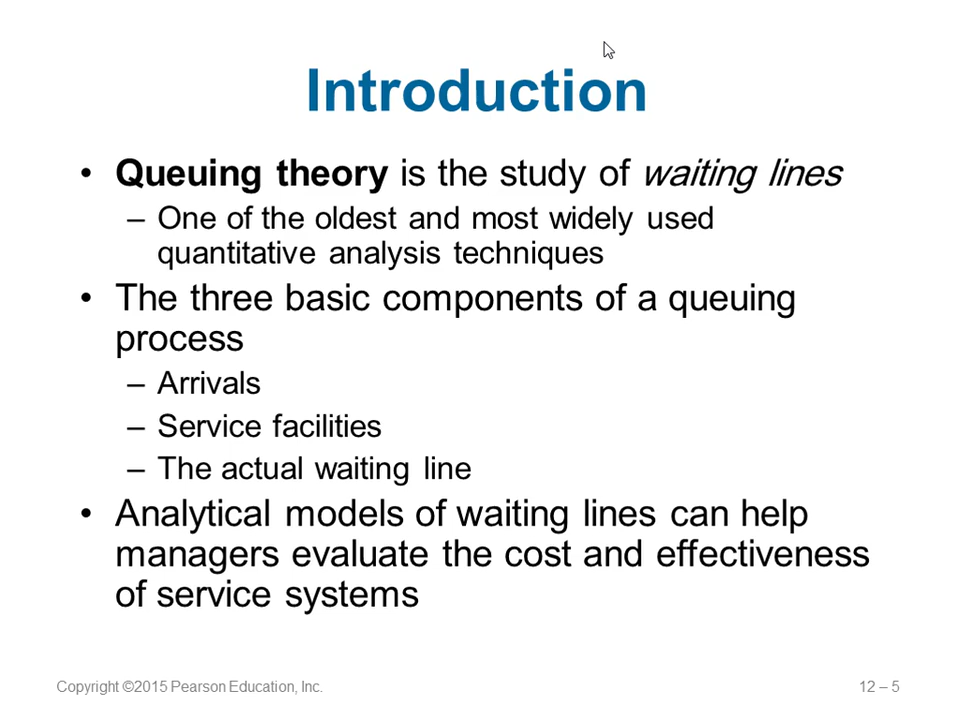 Introduction
• Queuing theory is the study of waiting lines
– One of the oldest and most widely used
quantitative analysis techniques
• The three basic components of a queuing
process
– Arrivals
– Service facilities
– The actual waiting line
• Analytical models of waiting lines can help
managers evaluate the cost and effectiveness
of service systems
Copyright ©2015 Pearson Education, Inc.
12 – 5